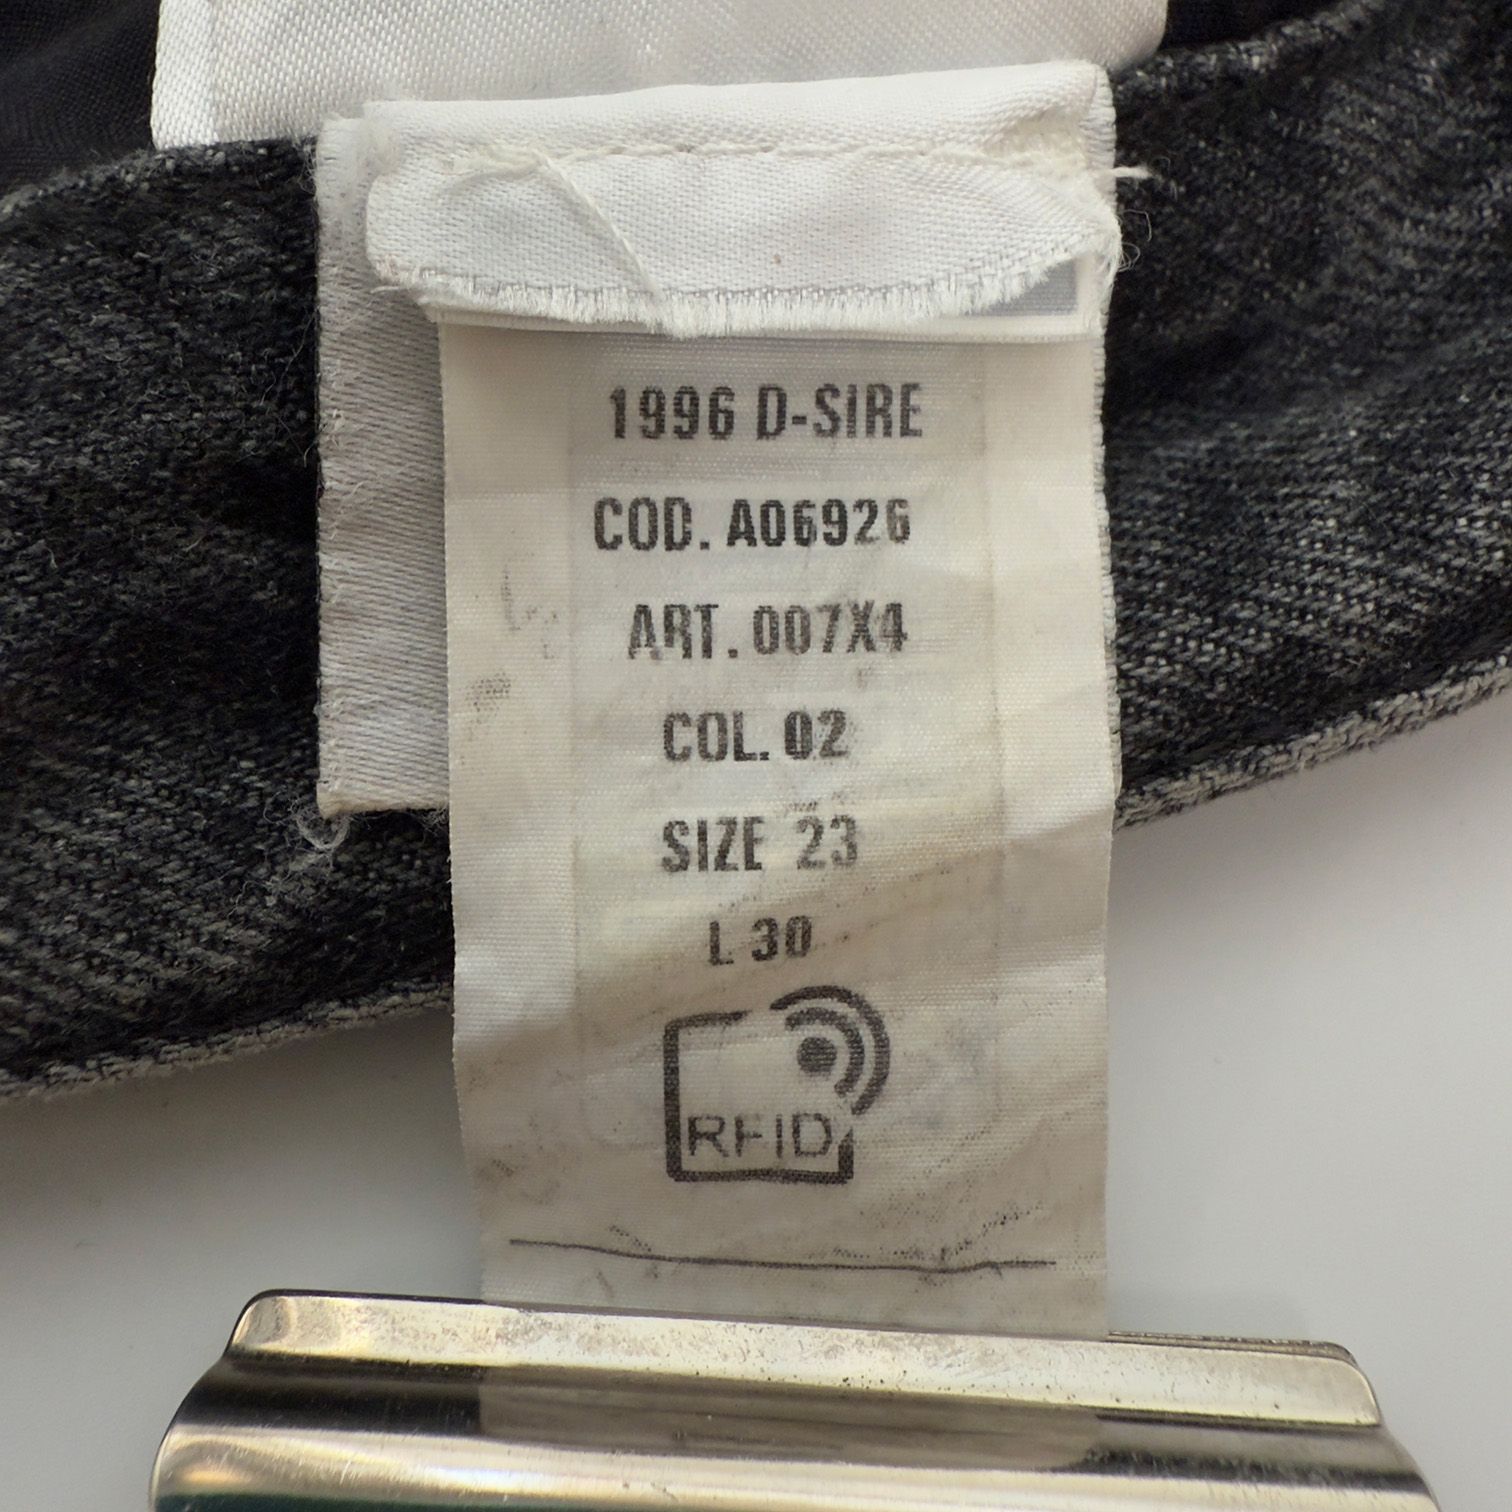 1996 D-SIRE
COD. A06926
ART. 007X4
COL. 02
SIZE 23
L 30
RFID